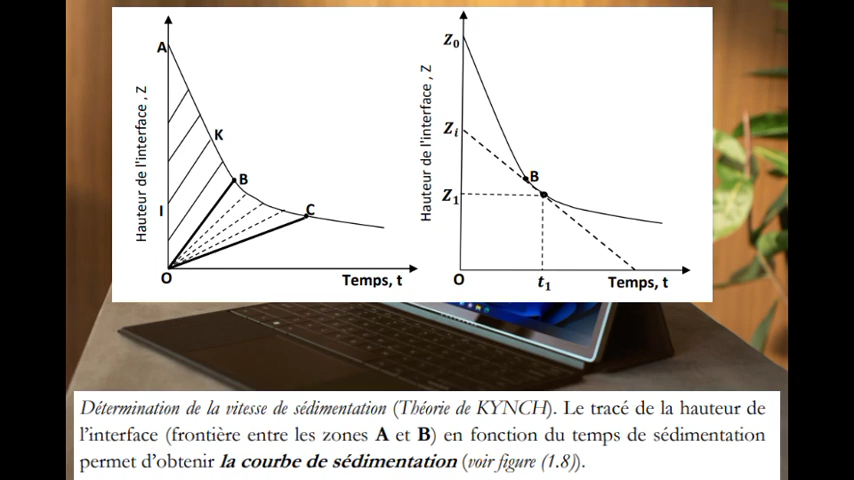 A
K
B
I
C
O
Hauteur de l'interface , Z
Temps, t
Z₀
Zᵢ
B
Z₁
O
t₁
Hauteur de l'interface , Z
Temps, t
Détermination de la vitesse de sédimentation (Théorie de KYNCH). Le tracé de la hauteur de
l'interface (frontière entre les zones A et B) en fonction du temps de sédimentation
permet d'obtenir la courbe de sédimentation (voir figure (1.8)).